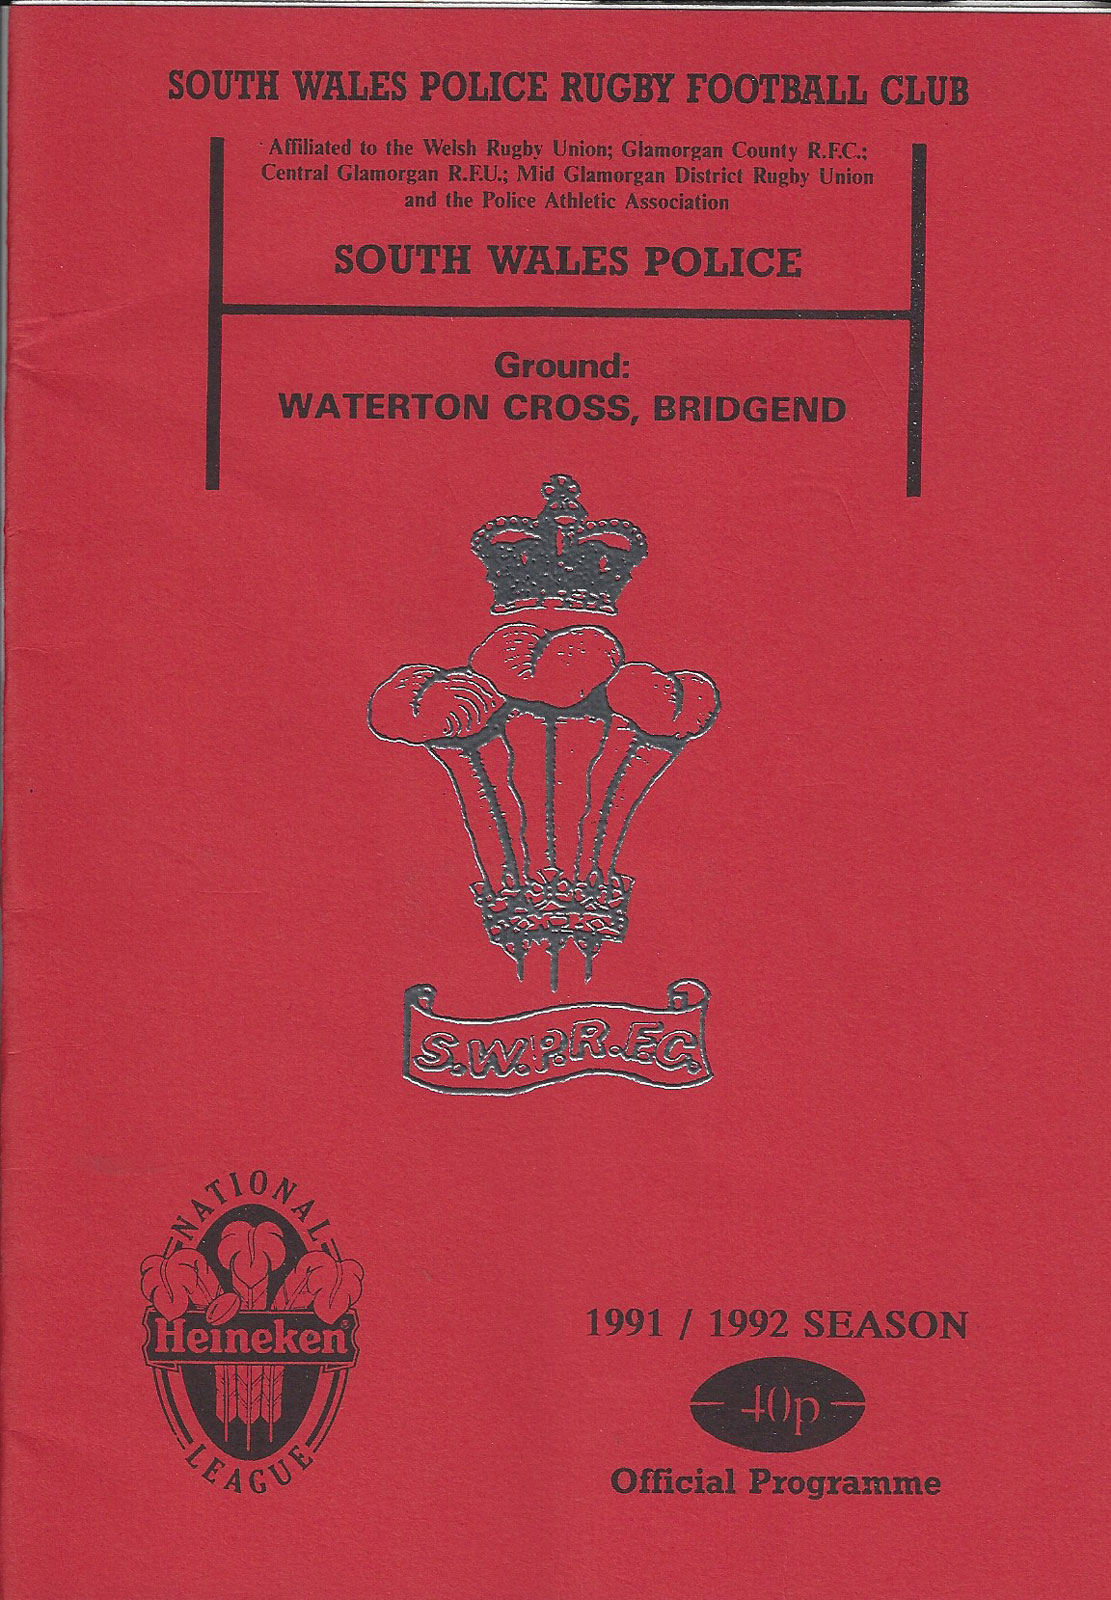 SOUTH WALES POLICE RUGBY FOOTBALL CLUB
Affiliated to the Welsh Rugby Union; Glamorgan County R.F.C.;
Central Glamorgan R.F.U.; Mid Glamorgan District Rugby Union
and the Police Athletic Association
SOUTH WALES POLICE
Ground:
WATERTON CROSS, BRIDGEND
S.W.P.R.F.C.
NATIONAL
Heineken®
LEAGUE
1991 / 1992 SEASON
— 40p —
Official Programme